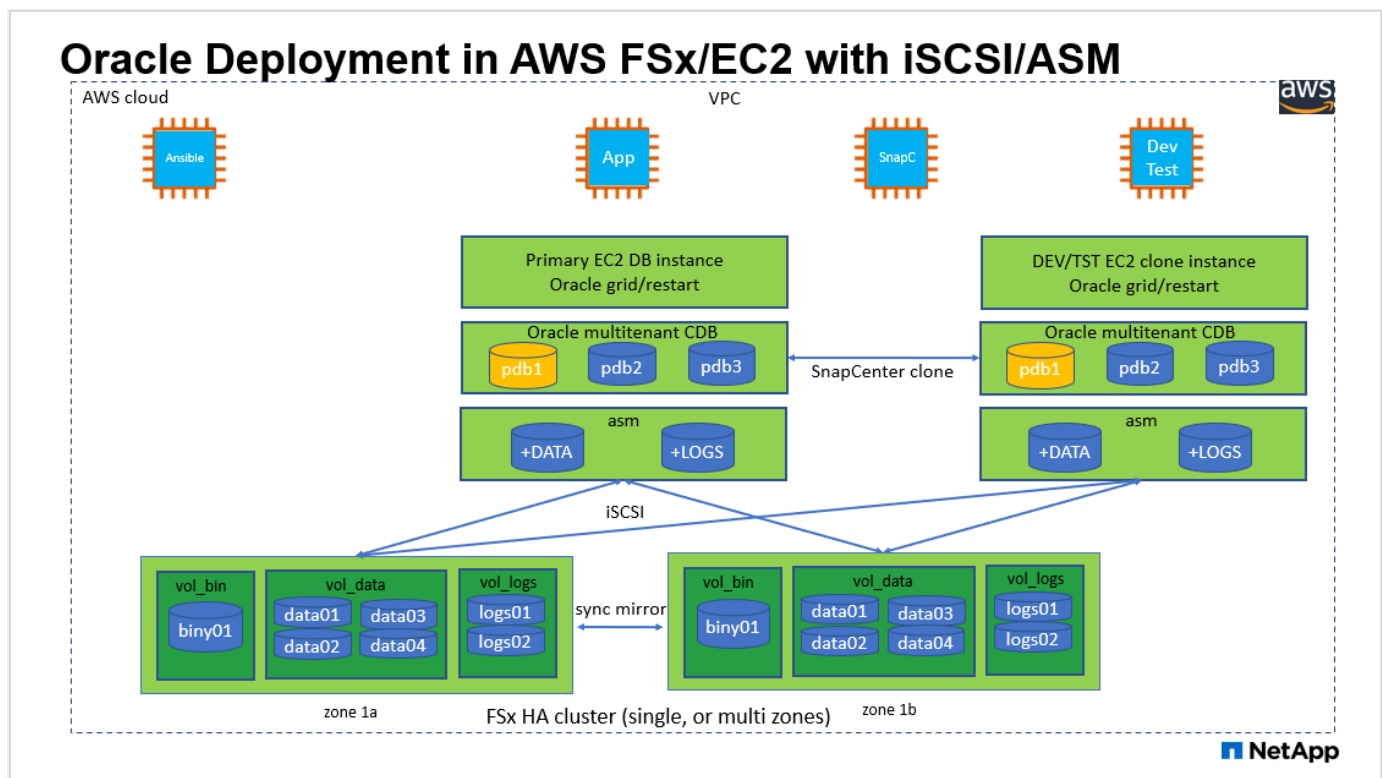 Oracle Deployment in AWS FSx/EC2 with iSCSI/ASM
AWS cloud
VPC
aws
Ansible
App
SnapC
Dev
Test
Primary EC2 DB instance
Oracle grid/restart
DEV/TST EC2 clone instance
Oracle grid/restart
Oracle multitenant CDB
pdb1
pdb2
pdb3
SnapCenter clone
Oracle multitenant CDB
pdb1
pdb2
pdb3
asm
+DATA
+LOGS
asm
+DATA
+LOGS
iSCSI
vol_bin
biny01
vol_data
data01
data03
data02
data04
vol_logs
logs01
logs02
sync mirror
vol_bin
biny01
vol_data
data01
data03
data02
data04
vol_logs
logs01
logs02
zone 1a
FSx HA cluster (single, or multi zones)
zone 1b
NetApp